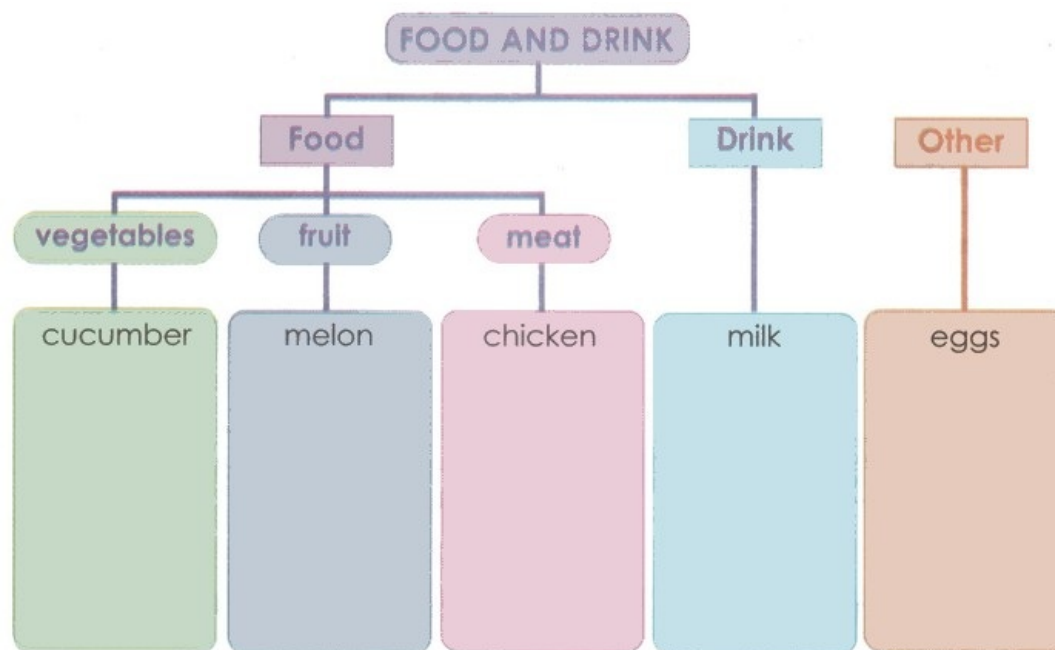 FOOD AND DRINK
Food
Drink
Other
vegetables
fruit
meat
cucumber
melon
chicken
milk
eggs